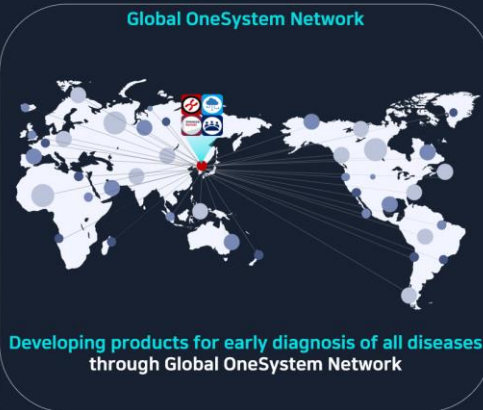 Global OneSystem Network
Developing products for early diagnosis of all diseases
through Global OneSystem Network